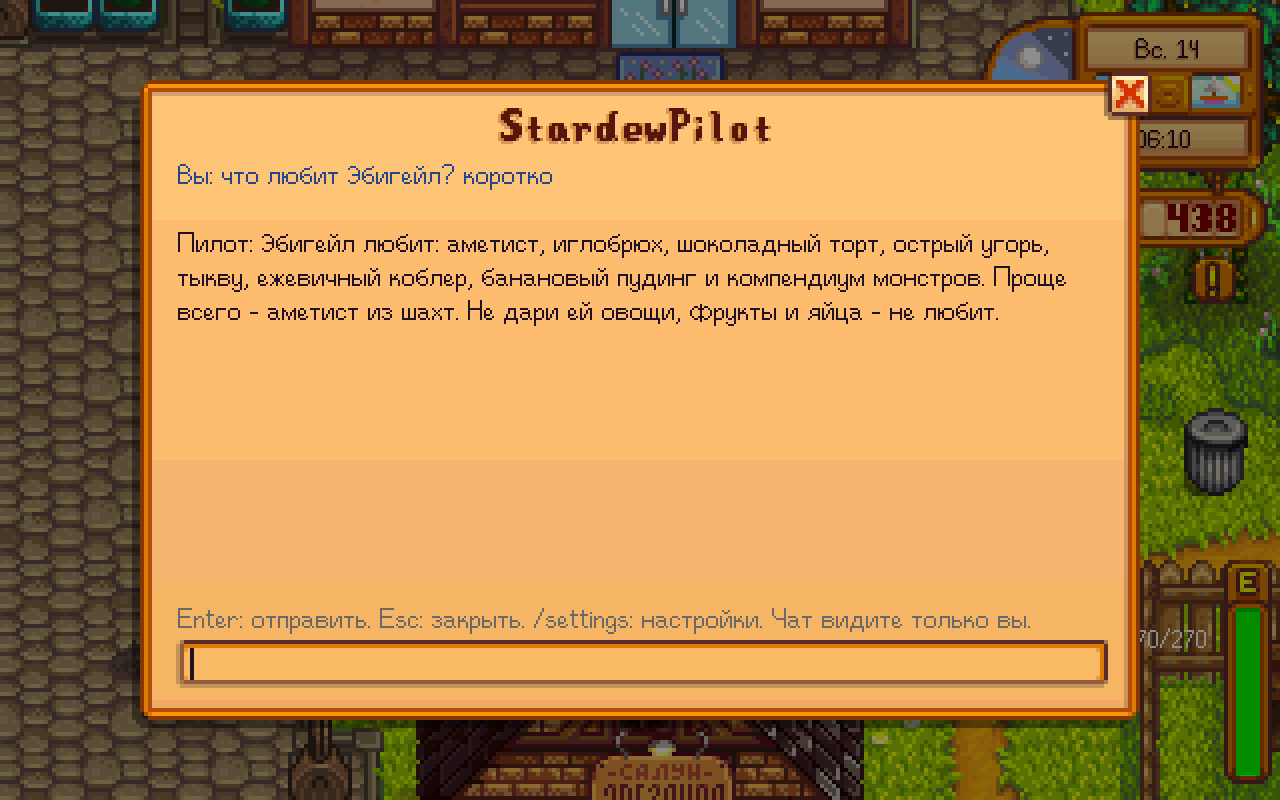 Вс. 14
StardewPilot
06:10
Вы: что любит Эбигейл? коротко
438
Пилот: Эбигейл любит: аметист, иглобрюх, шоколадный торт, острый угорь,
тыкву, ежевичный коблер, банановый пудинг и компендиум монстров. Проще
всего - аметист из шахт. Не дари ей овощи, фрукты и яйца - не любит.
E
Enter: отправить. Esc: закрыть. /settings: настройки. Чат видите только вы.
70/270
-САЛУН-